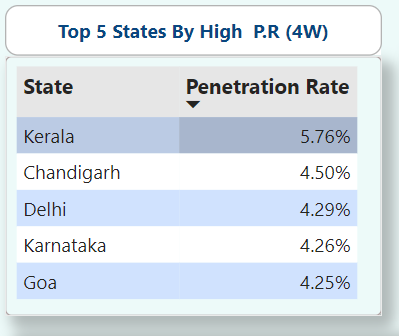 Top 5 States By High P.R (4W)
State Penetration Rate
Kerala 5.76%
Chandigarh 4.50%
Delhi 4.29%
Karnataka 4.26%
Goa 4.25%